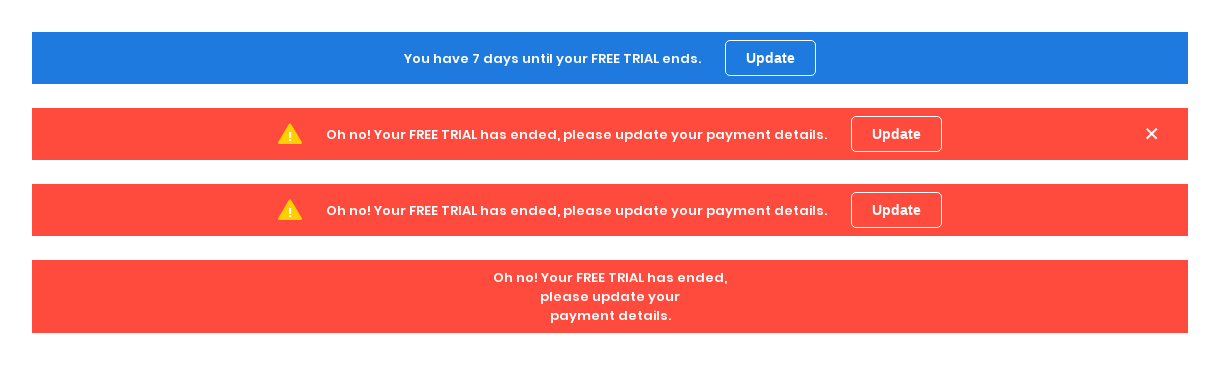 You have 7 days until your FREE TRIAL ends. Update
Oh no! Your FREE TRIAL has ended, please update your payment details. Update
Oh no! Your FREE TRIAL has ended, please update your payment details. Update
Oh no! Your FREE TRIAL has ended,
please update your
payment details.